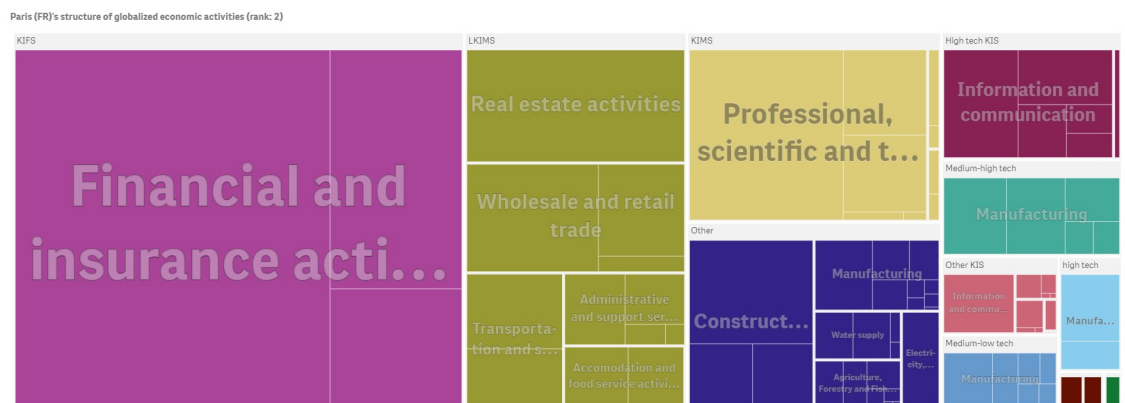 Paris (FR)'s structure of globalized economic activities (rank: 2)
KIFS
Financial and
insurance acti...
LKIMS
Real estate activities
Wholesale and retail
trade
Transporta-
tion and s...
Administrative
and support ser...
Accomodation and
food service activi...
KIMS
Professional,
scientific and t...
Other
Construct...
Manufacturing
Water supply
Agriculture,
Forestry and Fish...
Electri-
city,...
High tech KIS
Information and
communication
Medium-high tech
Manufacturing
Other KIS
Information
and commu...
high tech
Manufa...
Medium-low tech
Manufacturing